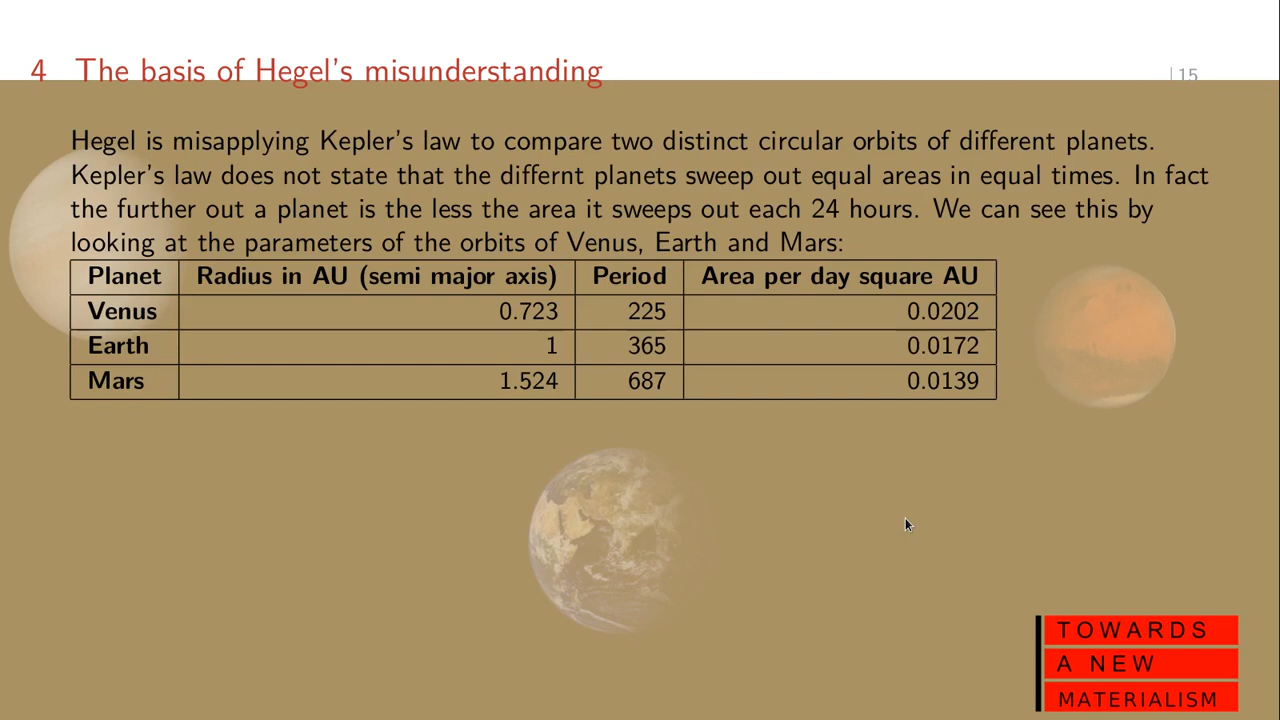 4 The basis of Hegel's misunderstanding
| 15
Hegel is misapplying Kepler's law to compare two distinct circular orbits of different planets.
Kepler's law does not state that the differnt planets sweep out equal areas in equal times. In fact
the further out a planet is the less the area it sweeps out each 24 hours. We can see this by
looking at the parameters of the orbits of Venus, Earth and Mars:
Planet Radius in AU (semi major axis) Period Area per day square AU
Venus 0.723 225 0.0202
Earth 1 365 0.0172
Mars 1.524 687 0.0139
TOWARDS
A NEW
MATERIALISM